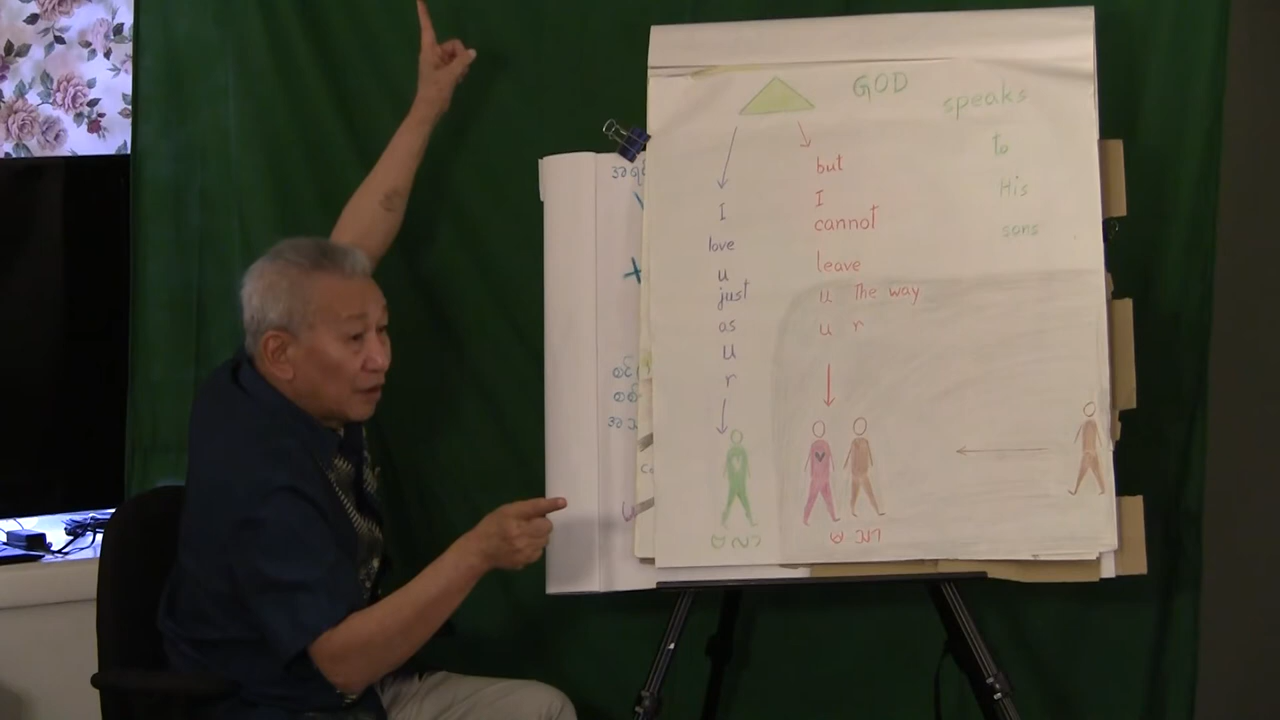 GOD
speaks
to
His
sons
I
love
u
just
as
u
r
but
I
cannot
leave
u The way
u r